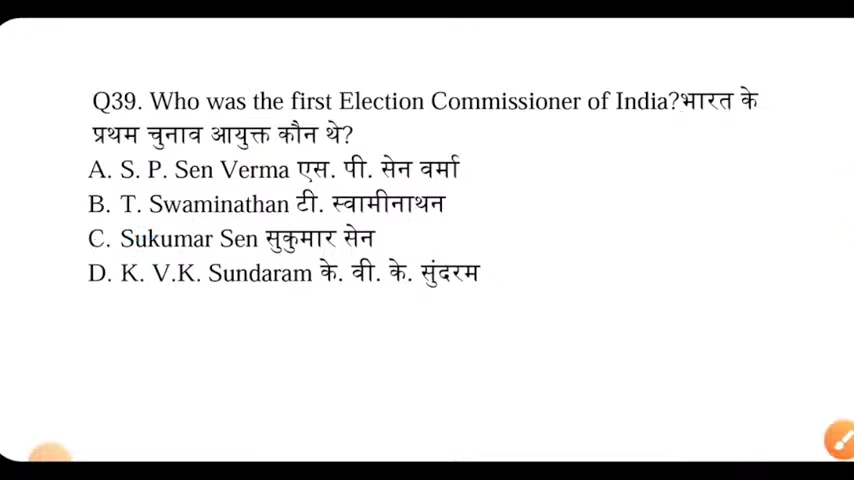 Q39. Who was the first Election Commissioner of India?भारत के
प्रथम चुनाव आयुक्त कौन थे?
A. S. P. Sen Verma एस. पी. सेन वर्मा
B. T. Swaminathan टी. स्वामीनाथन
C. Sukumar Sen सुकुमार सेन
D. K. V.K. Sundaram के. वी. के. सुंदरम